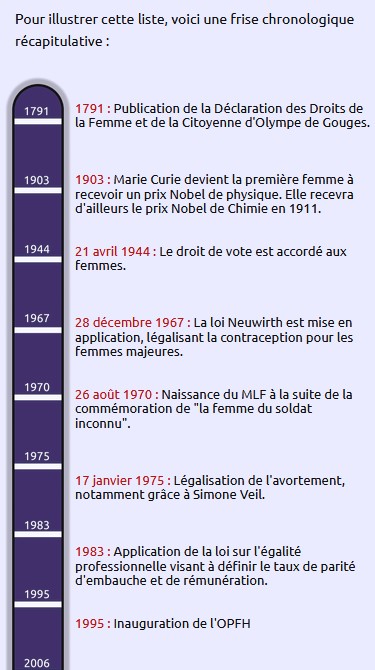 Pour illustrer cette liste, voici une frise chronologique
récapitulative :
1791
1791 : Publication de la Déclaration des Droits de
la Femme et de la Citoyenne d'Olympe de Gouges.
1903
1903 : Marie Curie devient la première femme à
recevoir un prix Nobel de physique. Elle recevra
d'ailleurs le prix Nobel de Chimie en 1911.
1944
21 avril 1944 : Le droit de vote est accordé aux
femmes.
1967
28 décembre 1967 : La loi Neuwirth est mise en
application, légalisant la contraception pour les
femmes majeures.
1970
26 août 1970 : Naissance du MLF à la suite de la
commémoration de "la femme du soldat
inconnu".
1975
17 janvier 1975 : Légalisation de l'avortement,
notamment grâce à Simone Veil.
1983
1983 : Application de la loi sur l'égalité
professionnelle visant à définir le taux de parité
d'embauche et de rémunération.
1995
1995 : Inauguration de l'OPFH
2006